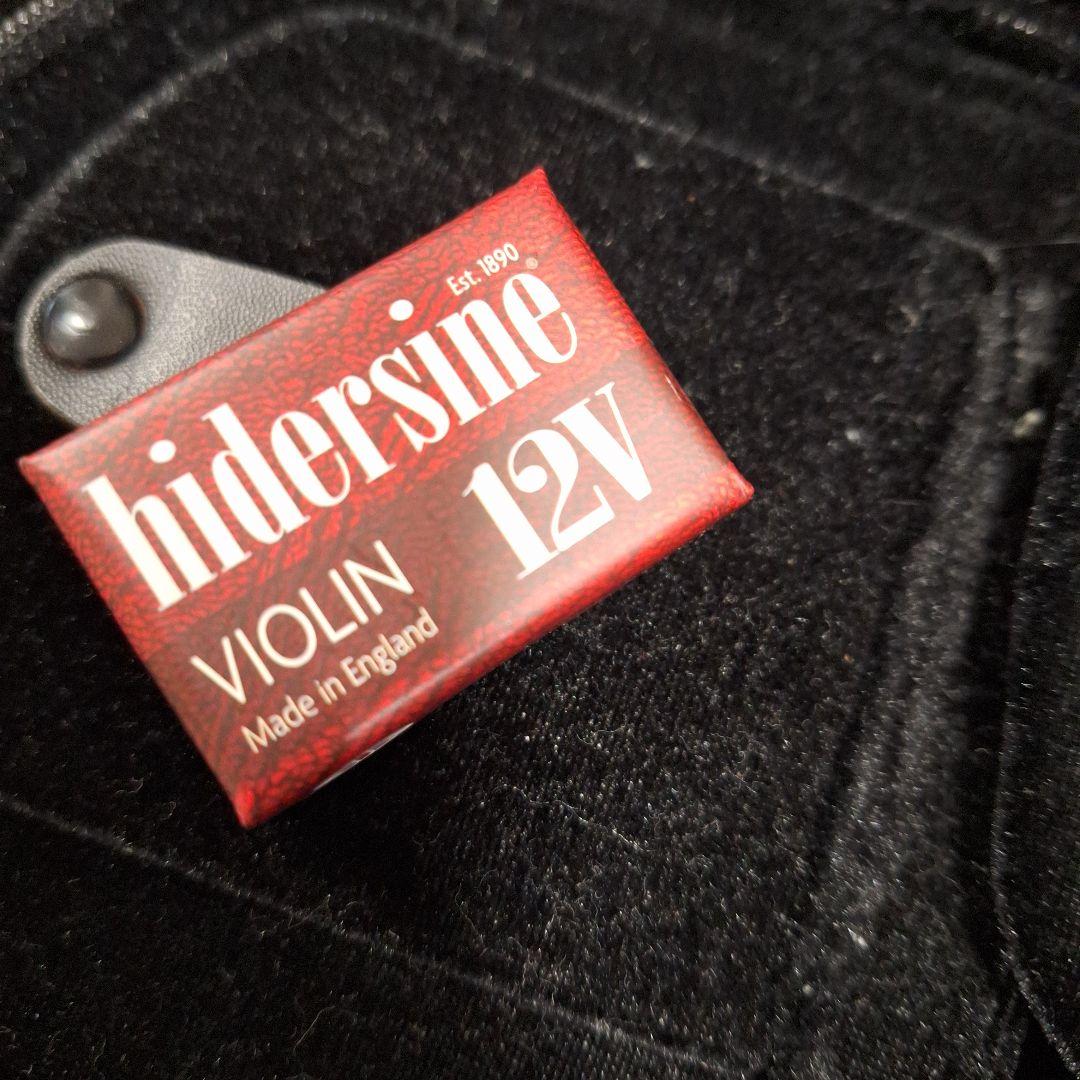 Est. 1890
hidersine®
12V
VIOLIN
Made in England